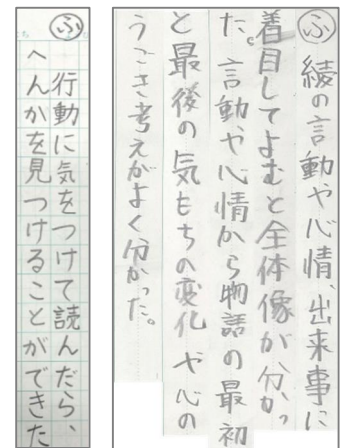 ふ 綾の言動や心情、出来事に
着目してよむと全体像が分かっ
た。言動や心情から物語の最初
と最後の気もちの変化や心の
うごき考えがよく分かった。
ふ 行動に気をつけて読んだら、
へんかを見つけることができた